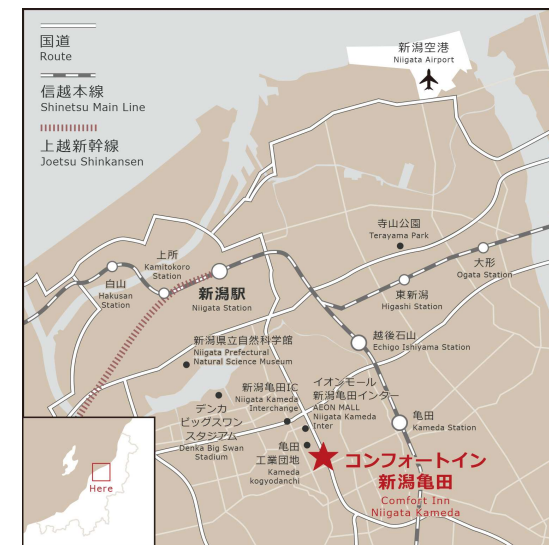 国道
Route
信越本線
Shinetsu Main Line
上越新幹線
Joetsu Shinkansen
新潟空港
Niigata Airport
寺山公園
Terayama Park
大形
Ogata Station
東新潟
Higashi Station
上所
Kamitokoro
Station
白山
Hakusan
Station
新潟駅
Niigata Station
越後石山
Echigo Ishiyama Station
新潟県立自然科学館
Niigata Prefectural
Natural Science Museum
新潟亀田IC
Niigata Kameda
Interchange
イオンモール
新潟亀田インター
AEON MALL
Niigata Kameda
Inter
デンカ
ビッグスワン
スタジアム
Denka Big Swan
Stadium
亀田
Kameda Station
亀田
工業団地
Kameda
kogyodanchi
コンフォートイン
新潟亀田
Comfort Inn
Niigata Kameda
Here